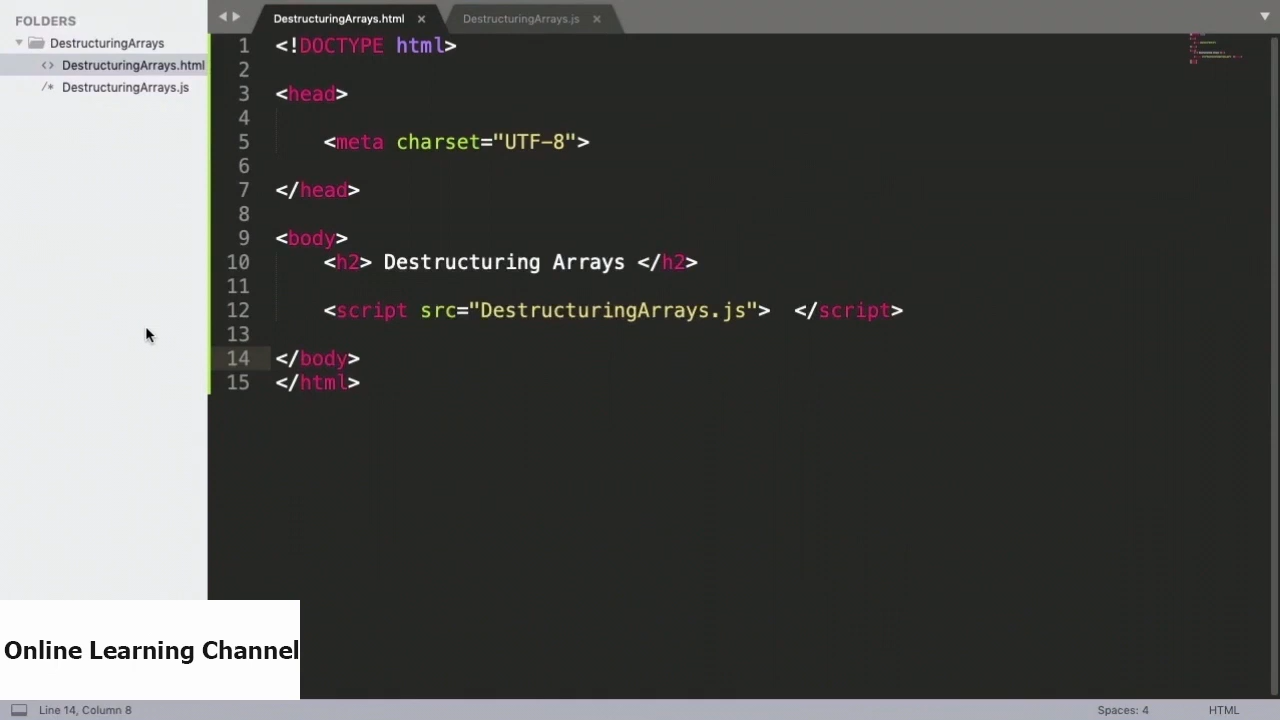 FOLDERS
DestructuringArrays
<> DestructuringArrays.html
/* DestructuringArrays.js
DestructuringArrays.html ×
DestructuringArrays.js ×
1 <!DOCTYPE html>
2
3 <head>
4
5 <meta charset="UTF-8">
6
7 </head>
8
9 <body>
10 <h2> Destructuring Arrays </h2>
11
12 <script src="DestructuringArrays.js">  </script>
13
14 </body>
15 </html>
Online Learning Channel
Line 14, Column 8
Spaces: 4
HTML